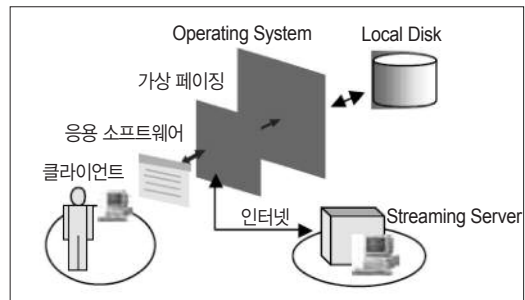 Operating System
Local Disk
가상 페이징
응용 소프트웨어
클라이언트
인터넷
Streaming Server